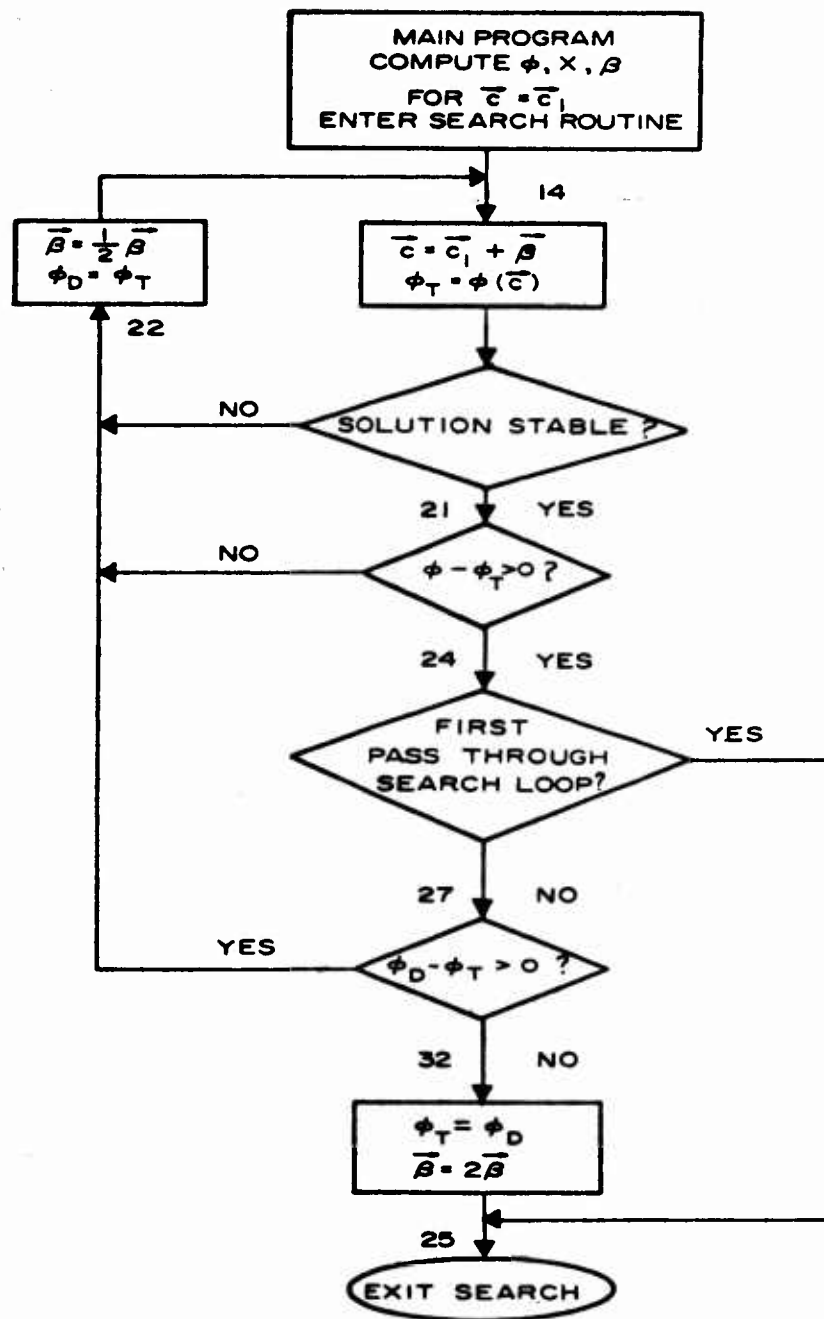 MAIN PROGRAM
COMPUTE ϕ, X, β
FOR c⃗ = c⃗₁
ENTER SEARCH ROUTINE
14
β⃗ = ½ β⃗
ϕ_D = ϕ_T
22
c⃗ = c⃗₁ + β⃗
ϕ_T = ϕ (c⃗)
NO
SOLUTION STABLE ?
21 YES
NO
ϕ - ϕ_T > 0 ?
24 YES
FIRST
PASS THROUGH
SEARCH LOOP?
YES
27 NO
YES
ϕ_D - ϕ_T > 0 ?
32 NO
ϕ_T = ϕ_D
β⃗ = 2β⃗
25
EXIT SEARCH